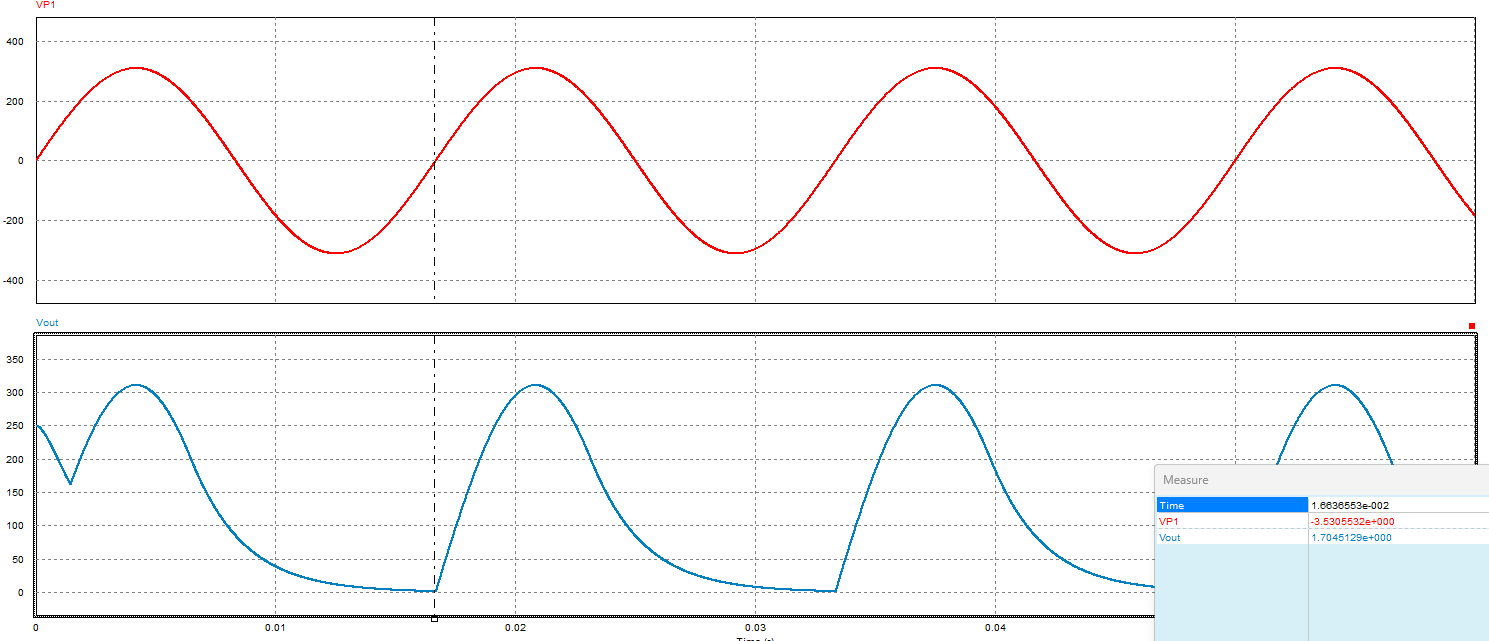 VP1
400
200
0
-200
-400
Vout
350
300
250
200
150
100
50
0
0 0.01 0.02 0.03 0.04
Time (s)
Measure
Time 1.6636553e-002
VP1 -3.5305532e+000
Vout 1.7045129e+000